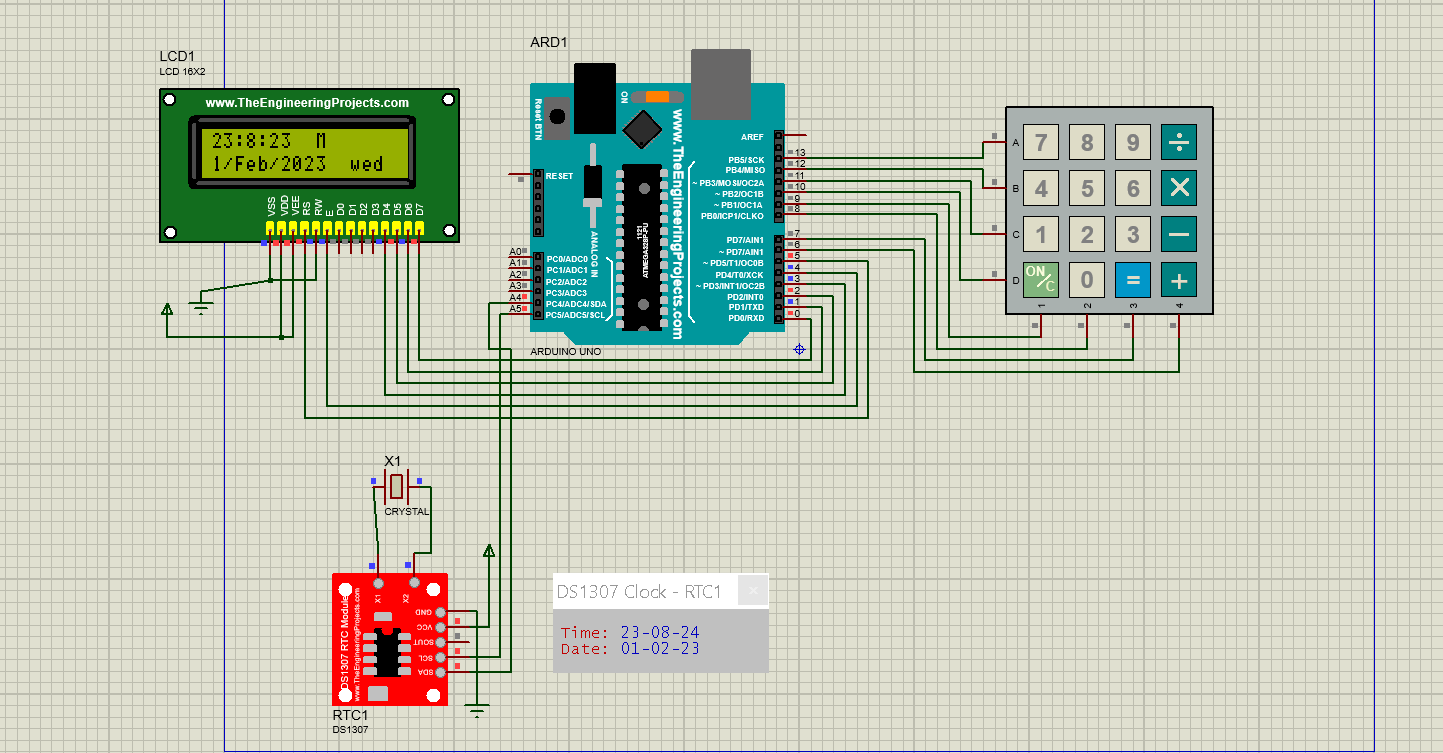 LCD1
LCD 16X2
www.TheEngineeringProjects.com
23:8:23 M
1/Feb/2023 wed
VSS
VDD
VEE
RS
RW
E
D0
D1
D2
D3
D4
D5
D6
D7
ARD1
Reset BTN
ON
www.TheEngineeringProjects.com
RESET
AREF
PB5/SCK
PB4/MISO
~ PB3/MOSI/OC2A
~ PB2/OC1B
~ PB1/OC1A
PB0/ICP1/CLKO
13
12
11
10
9
8
PD7/AIN1
~ PD7/AIN1
~ PD5/T1/OC0B
PD4/T0/XCK
~ PD3/INT1/OC2B
PD2/INT0
PD1/TXD
PD0/RXD
7
6
5
4
3
2
1
0
A0
A1
A2
A3
A4
A5
PC0/ADC0
PC1/ADC1
PC2/ADC2
PC3/ADC3
PC4/ADC4/SDA
PC5/ADC5/SCL
ANALOG IN
1121
ATMEGA328P-PU
ARDUINO UNO
A
7
8
9
÷
B
4
5
6
×
C
1
2
3
−
D
ON/C
0
=
+
1
2
3
4
X1
CRYSTAL
X1
X2
DS1307 RTC Module
www.TheEngineeringProjects.com
GND
VCC
SOUT
SCL
SDA
RTC1
DS1307
DS1307 Clock - RTC1
×
Time: 23-08-24
Date: 01-02-23